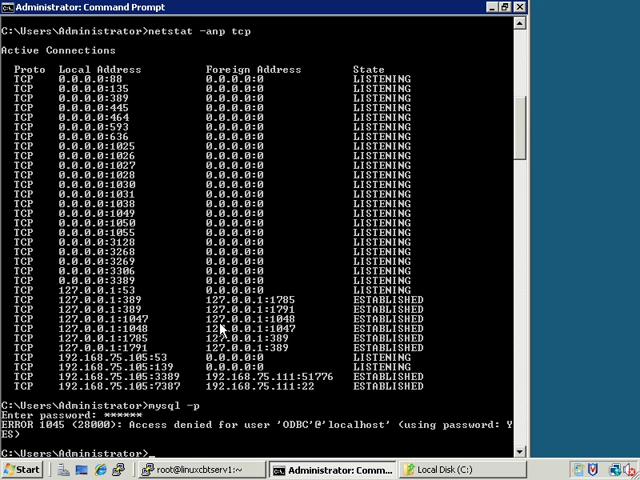 Administrator: Command Prompt
C:\Users\Administrator>netstat -anp tcp
Active Connections
Proto Local Address Foreign Address State
TCP 0.0.0.0:88 0.0.0.0:0 LISTENING
TCP 0.0.0.0:135 0.0.0.0:0 LISTENING
TCP 0.0.0.0:389 0.0.0.0:0 LISTENING
TCP 0.0.0.0:445 0.0.0.0:0 LISTENING
TCP 0.0.0.0:464 0.0.0.0:0 LISTENING
TCP 0.0.0.0:593 0.0.0.0:0 LISTENING
TCP 0.0.0.0:636 0.0.0.0:0 LISTENING
TCP 0.0.0.0:1025 0.0.0.0:0 LISTENING
TCP 0.0.0.0:1026 0.0.0.0:0 LISTENING
TCP 0.0.0.0:1027 0.0.0.0:0 LISTENING
TCP 0.0.0.0:1028 0.0.0.0:0 LISTENING
TCP 0.0.0.0:1030 0.0.0.0:0 LISTENING
TCP 0.0.0.0:1031 0.0.0.0:0 LISTENING
TCP 0.0.0.0:1038 0.0.0.0:0 LISTENING
TCP 0.0.0.0:1049 0.0.0.0:0 LISTENING
TCP 0.0.0.0:1050 0.0.0.0:0 LISTENING
TCP 0.0.0.0:1055 0.0.0.0:0 LISTENING
TCP 0.0.0.0:3128 0.0.0.0:0 LISTENING
TCP 0.0.0.0:3268 0.0.0.0:0 LISTENING
TCP 0.0.0.0:3269 0.0.0.0:0 LISTENING
TCP 0.0.0.0:3306 0.0.0.0:0 LISTENING
TCP 0.0.0.0:3389 0.0.0.0:0 LISTENING
TCP 127.0.0.1:53 0.0.0.0:0 LISTENING
TCP 127.0.0.1:389 127.0.0.1:1785 ESTABLISHED
TCP 127.0.0.1:389 127.0.0.1:1791 ESTABLISHED
TCP 127.0.0.1:1047 127.0.0.1:1048 ESTABLISHED
TCP 127.0.0.1:1048 127.0.0.1:1047 ESTABLISHED
TCP 127.0.0.1:1785 127.0.0.1:389 ESTABLISHED
TCP 127.0.0.1:1791 127.0.0.1:389 ESTABLISHED
TCP 192.168.75.105:53 0.0.0.0:0 LISTENING
TCP 192.168.75.105:139 0.0.0.0:0 LISTENING
TCP 192.168.75.105:3389 192.168.75.111:51776 ESTABLISHED
TCP 192.168.75.105:7387 192.168.75.111:22 ESTABLISHED
C:\Users\Administrator>mysql -p
Enter password: ******
ERROR 1045 (28000): Access denied for user 'ODBC'@'localhost' (using password: Y
ES)
C:\Users\Administrator>_
Start root@linuxcbtserv1:~ Administrator: Comm... Local Disk (C:)